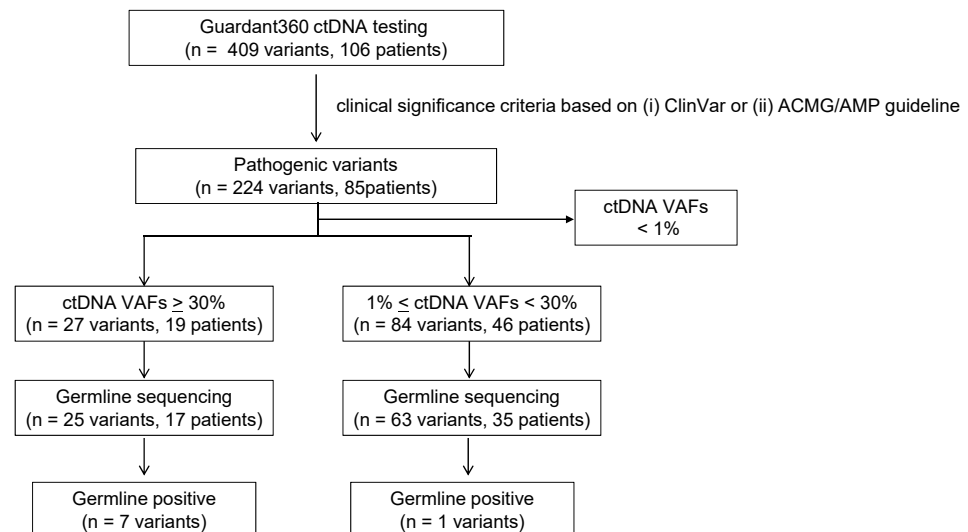 Guardant360 ctDNA testing
(n =  409 variants, 106 patients)
clinical significance criteria based on (i) ClinVar or (ii) ACMG/AMP guideline
Pathogenic variants
(n = 224 variants, 85patients)
ctDNA VAFs
< 1%
ctDNA VAFs ≥ 30%
(n = 27 variants, 19 patients)
1% ≤ ctDNA VAFs < 30%
(n = 84 variants, 46 patients)
Germline sequencing
(n = 25 variants, 17 patients)
Germline sequencing
(n = 63 variants, 35 patients)
Germline positive
(n = 7 variants)
Germline positive
(n = 1 variants)